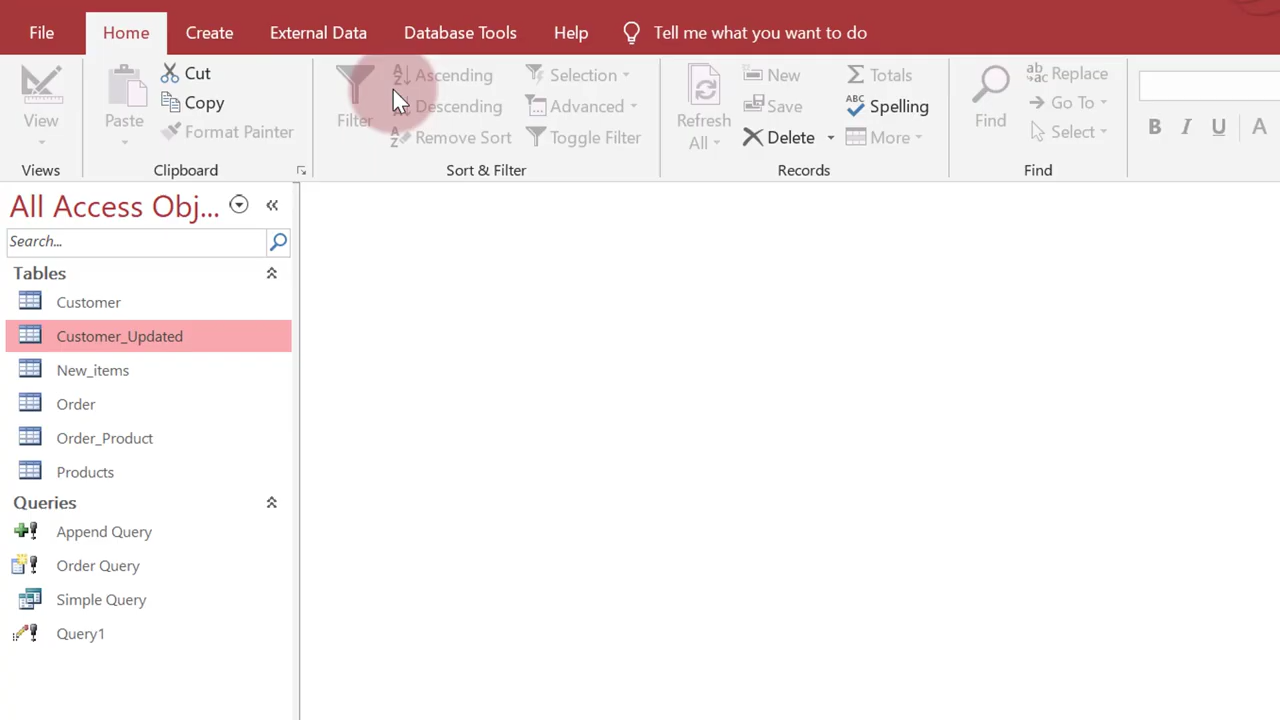 File Home Create External Data Database Tools Help Tell me what you want to do
View
Views
Paste
Cut
Copy
Format Painter
Clipboard
Filter
Ascending
Descending
Remove Sort
Selection
Advanced
Toggle Filter
Sort & Filter
Refresh
All
New
Save
Delete
Totals
Spelling
More
Records
Find
Replace
Go To
Select
Find
B I U A
All Access Obj...
Search...
Tables
Customer
Customer_Updated
New_items
Order
Order_Product
Products
Queries
Append Query
Order Query
Simple Query
Query1